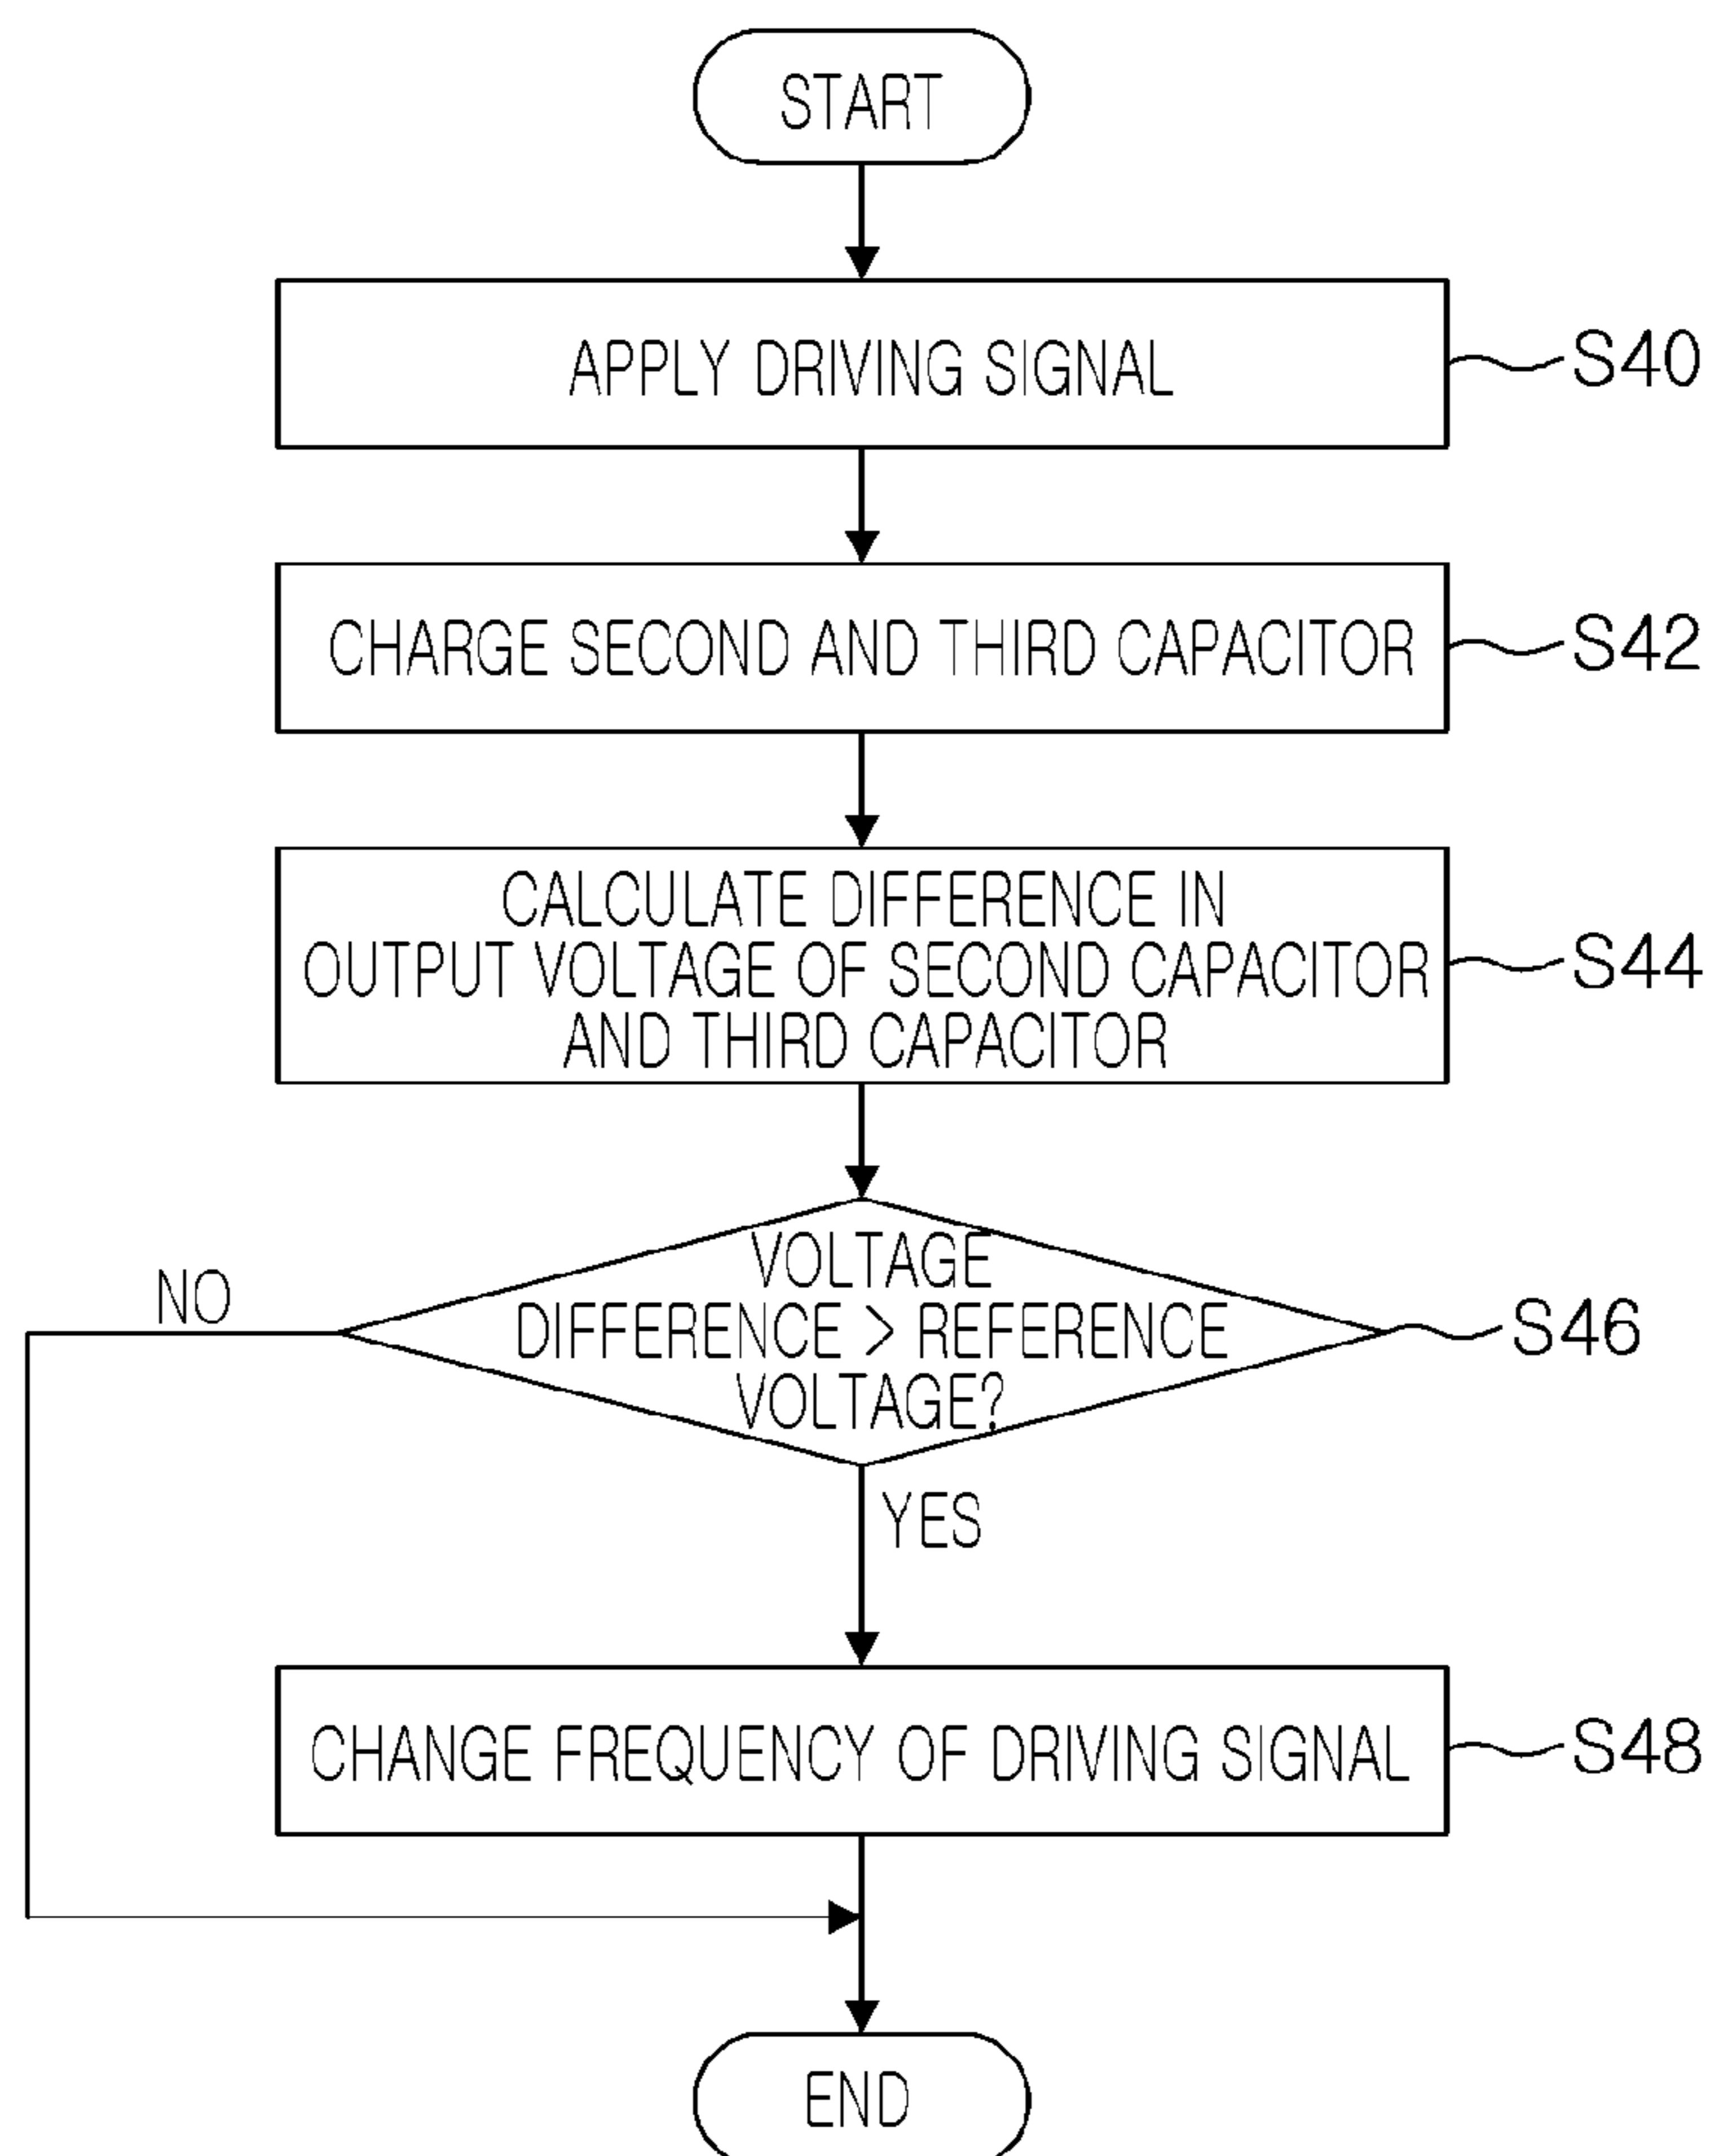 START
APPLY DRIVING SIGNAL
S40
CHARGE SECOND AND THIRD CAPACITOR
S42
CALCULATE DIFFERENCE IN
OUTPUT VOLTAGE OF SECOND CAPACITOR
AND THIRD CAPACITOR
S44
VOLTAGE
DIFFERENCE > REFERENCE
VOLTAGE?
S46
NO
YES
CHANGE FREQUENCY OF DRIVING SIGNAL
S48
END